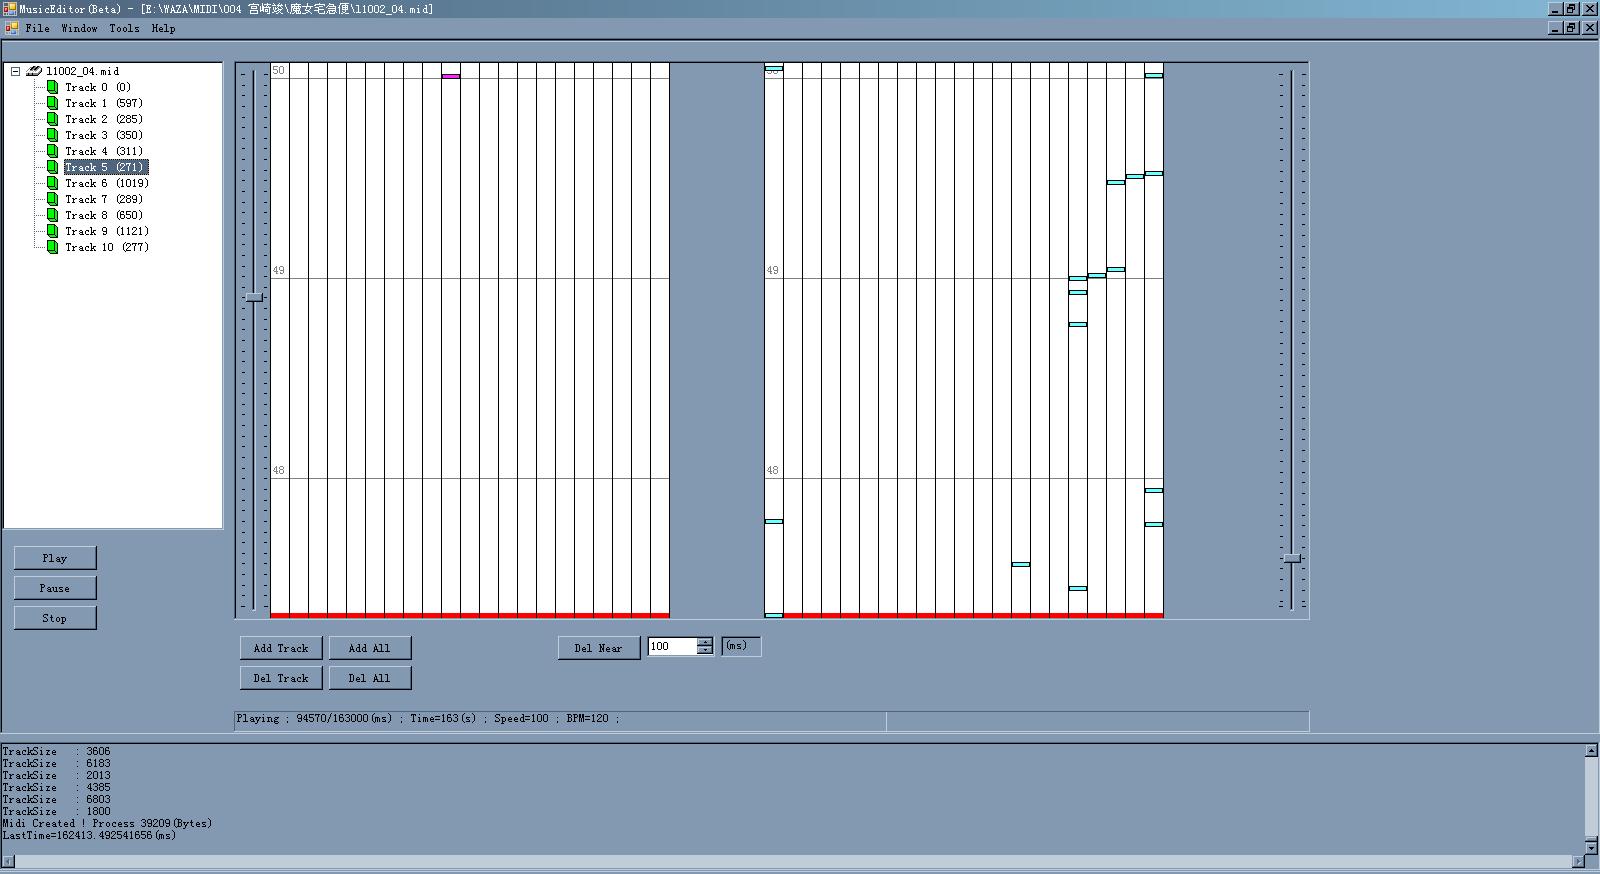 MusicEditor(Beta) - [E:\WAZA\MIDI\004 宫崎竣\魔女宅急便\l1002_04.mid]
File Window Tools Help
l1002_04.mid
Track 0 (0)
Track 1 (597)
Track 2 (285)
Track 3 (350)
Track 4 (311)
Track 5 (271)
Track 6 (1019)
Track 7 (289)
Track 8 (650)
Track 9 (1121)
Track 10 (277)
50
49
48
50
49
48
Play
Pause
Stop
Add Track Add All Del Near 100 (ms)
Del Track Del All
Playing ; 94570/163000(ms) ; Time=163(s) ; Speed=100 ; BPM=120 ;
TrackSize : 3606
TrackSize : 6183
TrackSize : 2013
TrackSize : 4385
TrackSize : 6803
TrackSize : 1800
Midi Created ! Process 39209(Bytes)
LastTime=162413.492541656(ms)